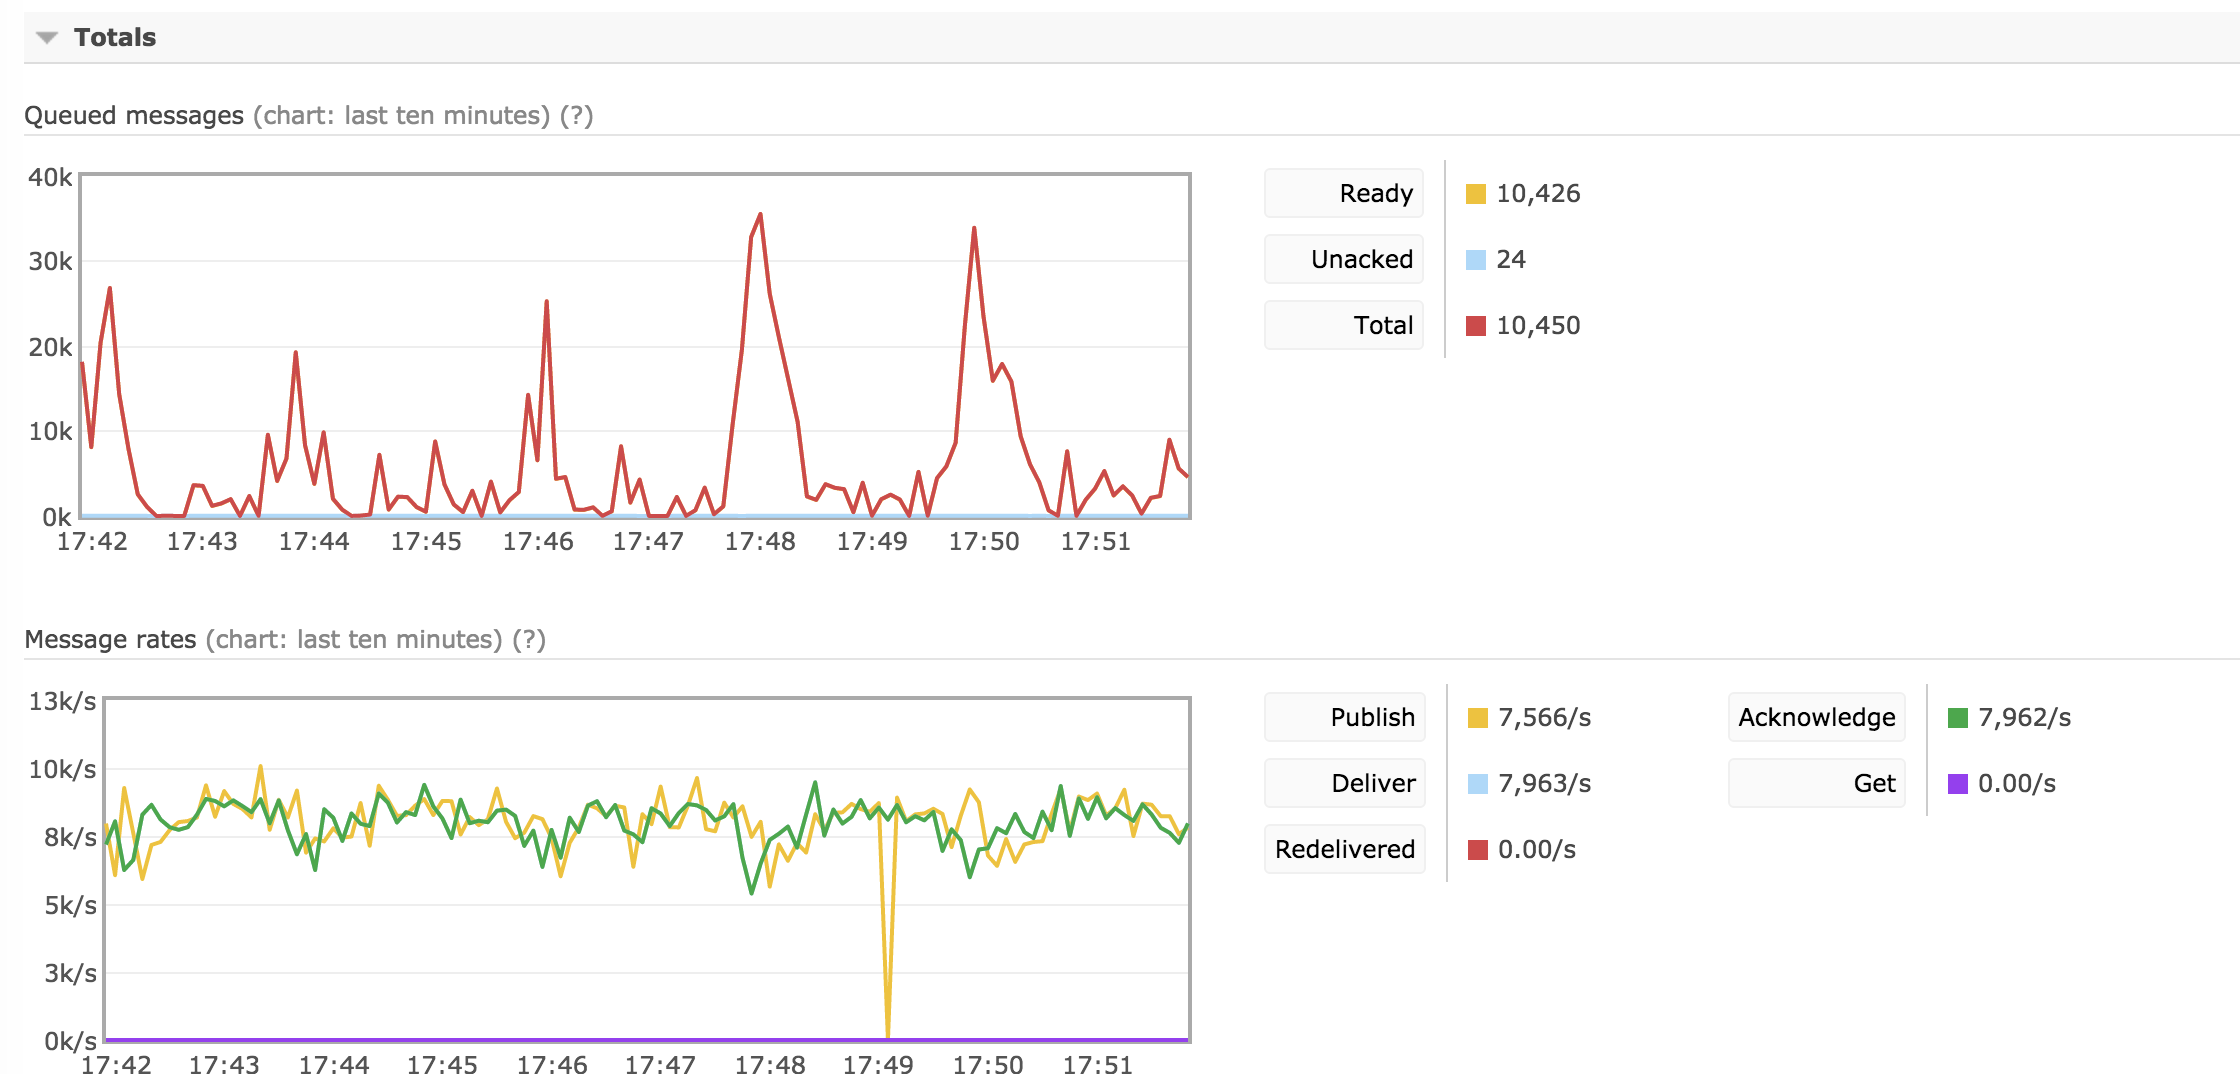 Totals
Queued messages (chart: last ten minutes) (?)
40k
30k
20k
10k
0k
17:42 17:43 17:44 17:45 17:46 17:47 17:48 17:49 17:50 17:51
Ready 10,426
Unacked 24
Total 10,450
Message rates (chart: last ten minutes) (?)
13k/s
10k/s
8k/s
5k/s
3k/s
0k/s
17:42 17:43 17:44 17:45 17:46 17:47 17:48 17:49 17:50 17:51
Publish 7,566/s Acknowledge 7,962/s
Deliver 7,963/s Get 0.00/s
Redelivered 0.00/s